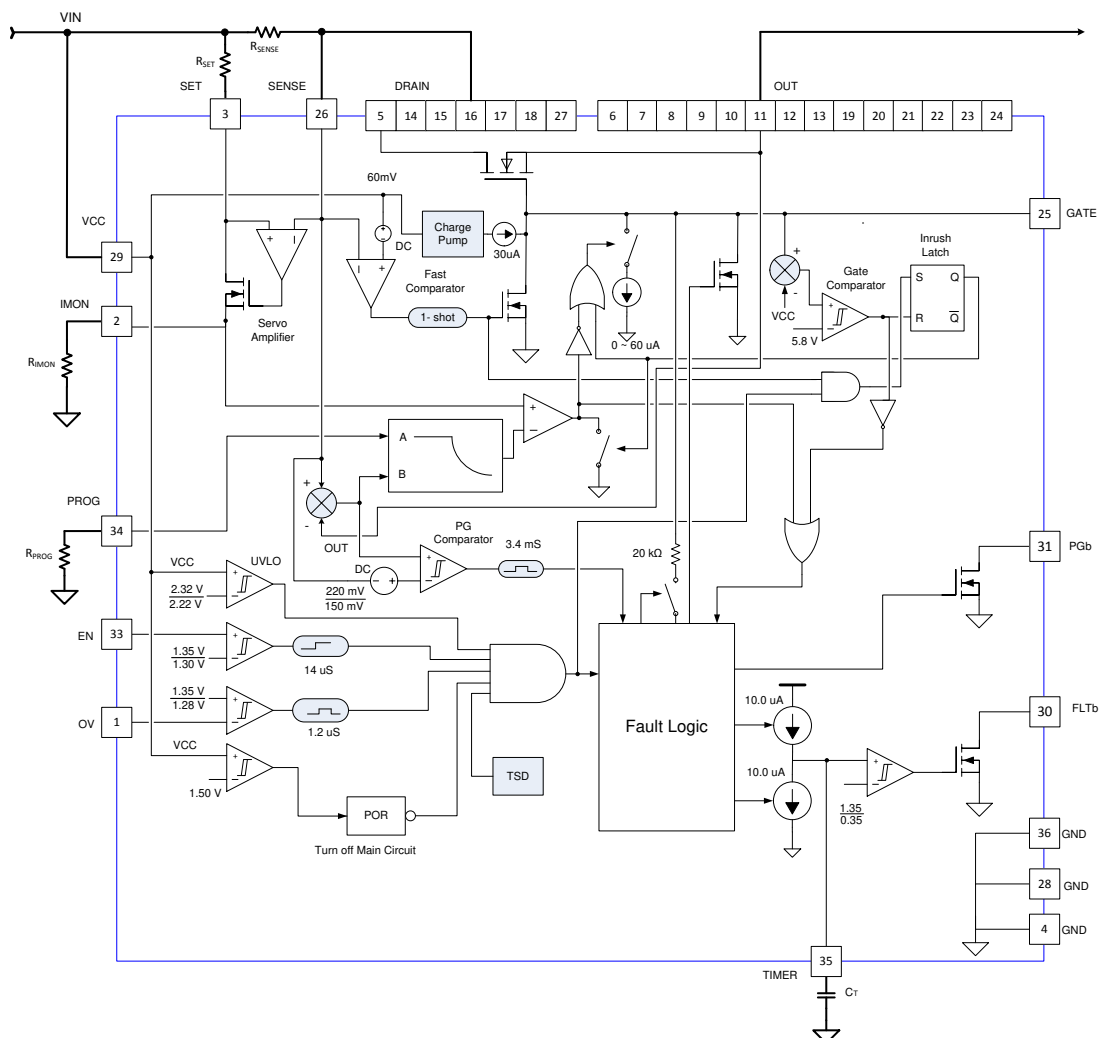 VIN
RSENSE
RSET
SET
SENSE
DRAIN
OUT
3
26
5 14 15 16 17 18 27
6 7 8 9 10 11 12 13 19 20 21 22 23 24
60mV
VCC
29
+
I
DC
I
+
Charge
Pump
30uA
25
GATE
Fast
Comparator
1- shot
IMON
2
RIMON
Servo
Amplifier
0 ~ 60 uA
+
-
VCC
Gate
Comparator
+
−
5.8 V
Inrush
Latch
S
Q
R
Q
+
−
A
B
PROG
34
RPROG
+
-
OUT
PG
Comparator
3.4 mS
+
−
DC
−
+
220 mV
150 mV
20 kΩ
31
PGb
VCC
UVLO
+
−
2.32 V
2.22 V
EN
33
+
−
1.35 V
1.30 V
14 uS
1.35 V
1.28 V
+
−
1.2 uS
OV
1
VCC
+
−
1.50 V
TSD
POR
Turn off Main Circuit
Fault Logic
10.0 uA
10.0 uA
+
−
1.35
0.35
30
FLTb
36
GND
28
GND
4
GND
35
TIMER
CT